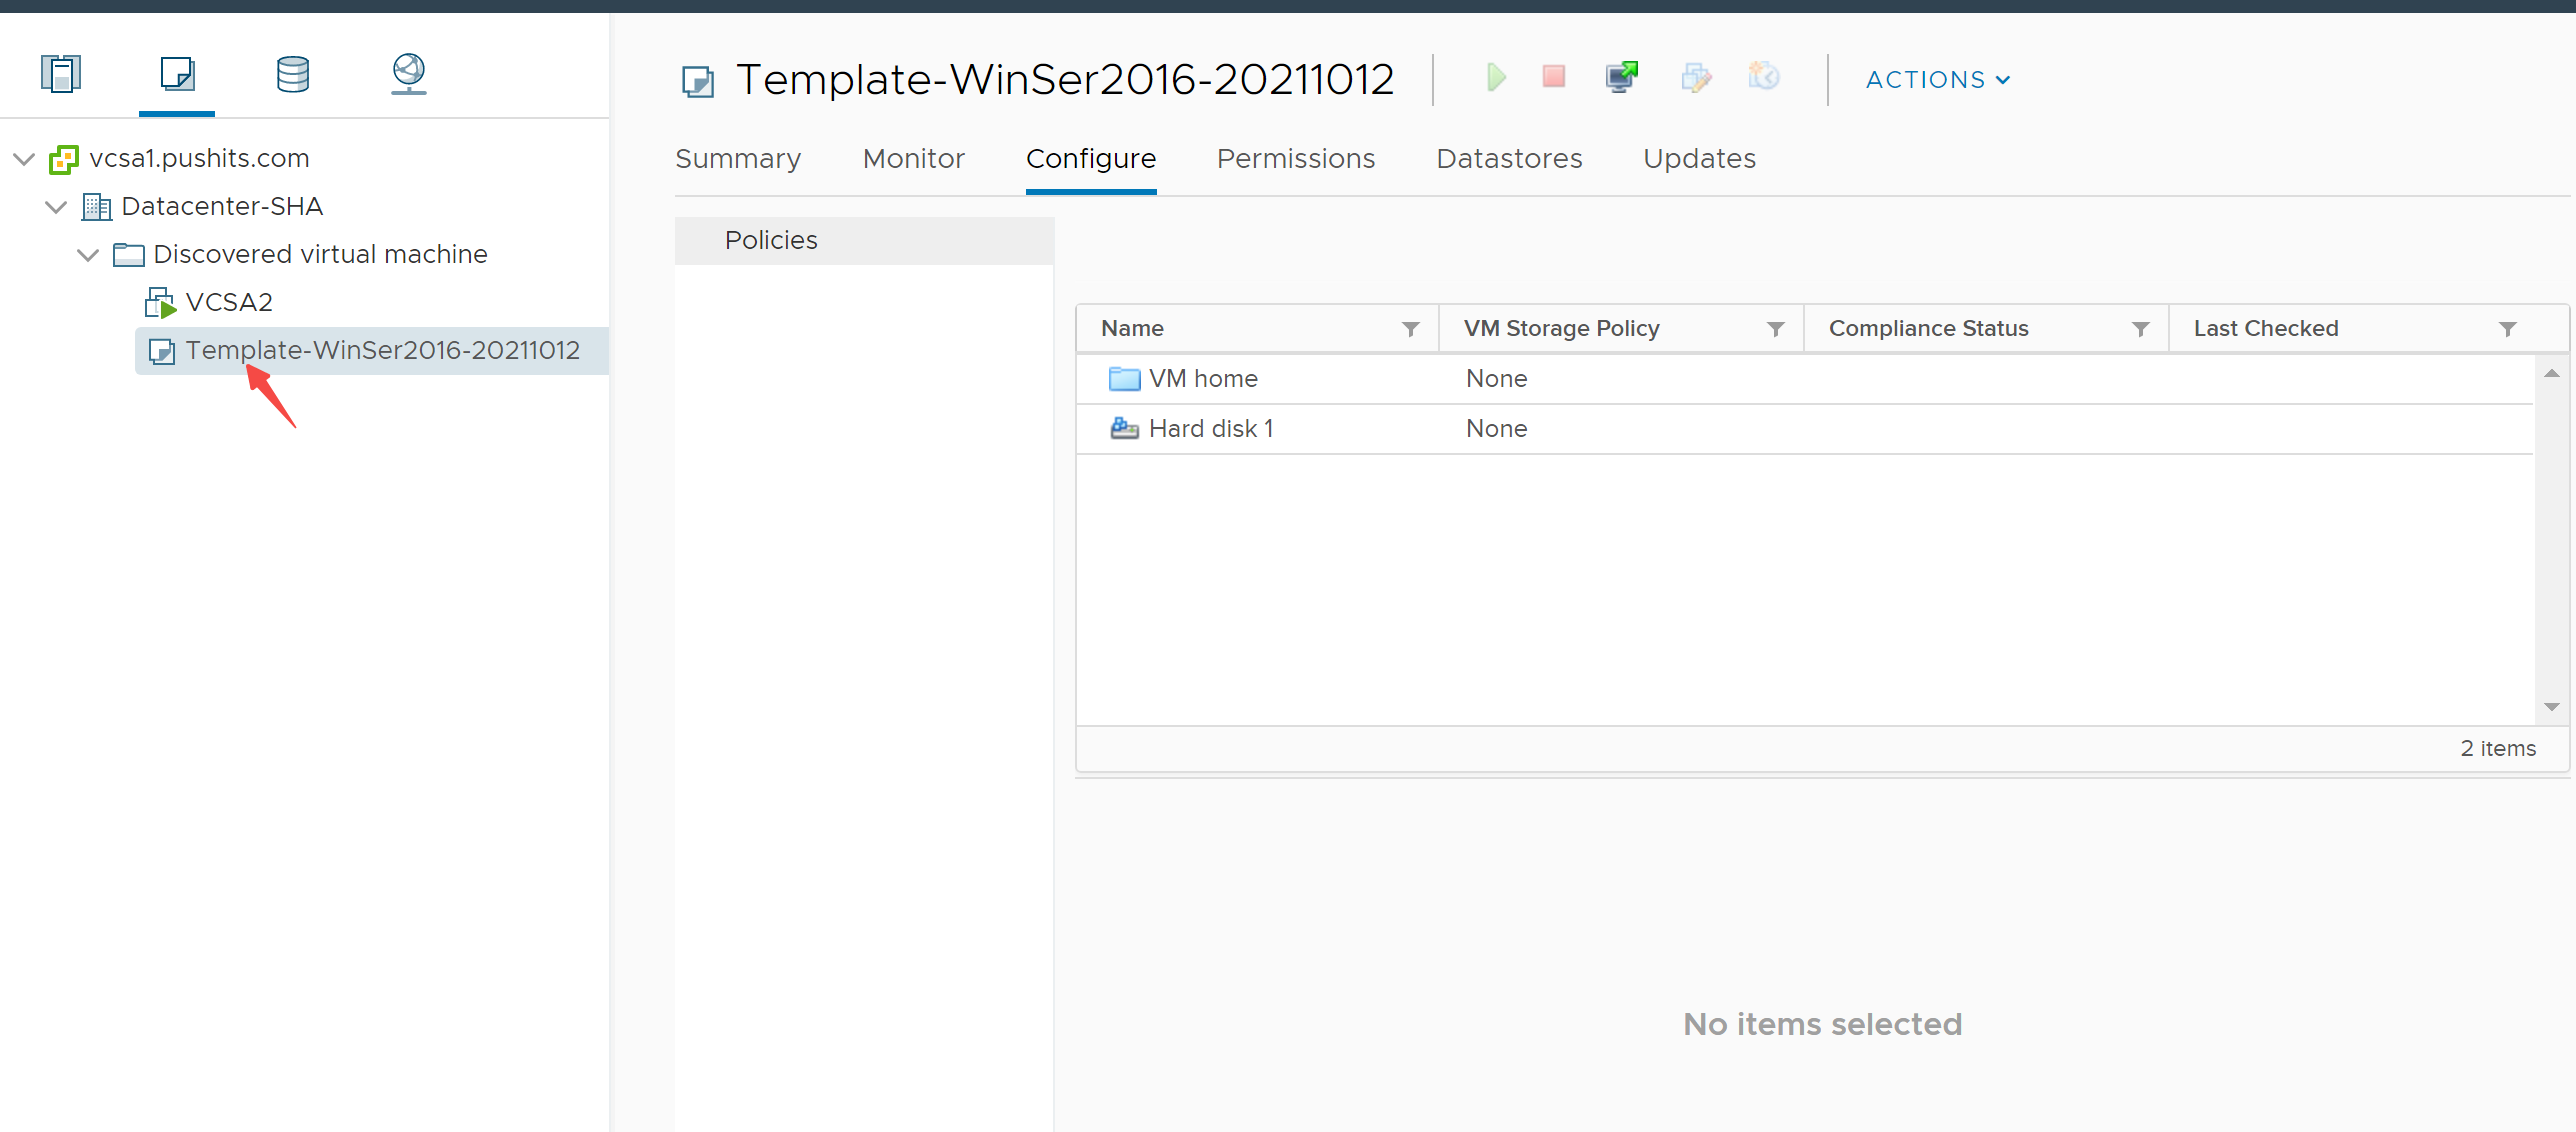 Template-WinSer2016-20211012
ACTIONS
Summary Monitor Configure Permissions Datastores Updates
vcsa1.pushits.com
Datacenter-SHA
Discovered virtual machine
VCSA2
Template-WinSer2016-20211012
Policies
Name VM Storage Policy Compliance Status Last Checked
VM home None
Hard disk 1 None
2 items
No items selected